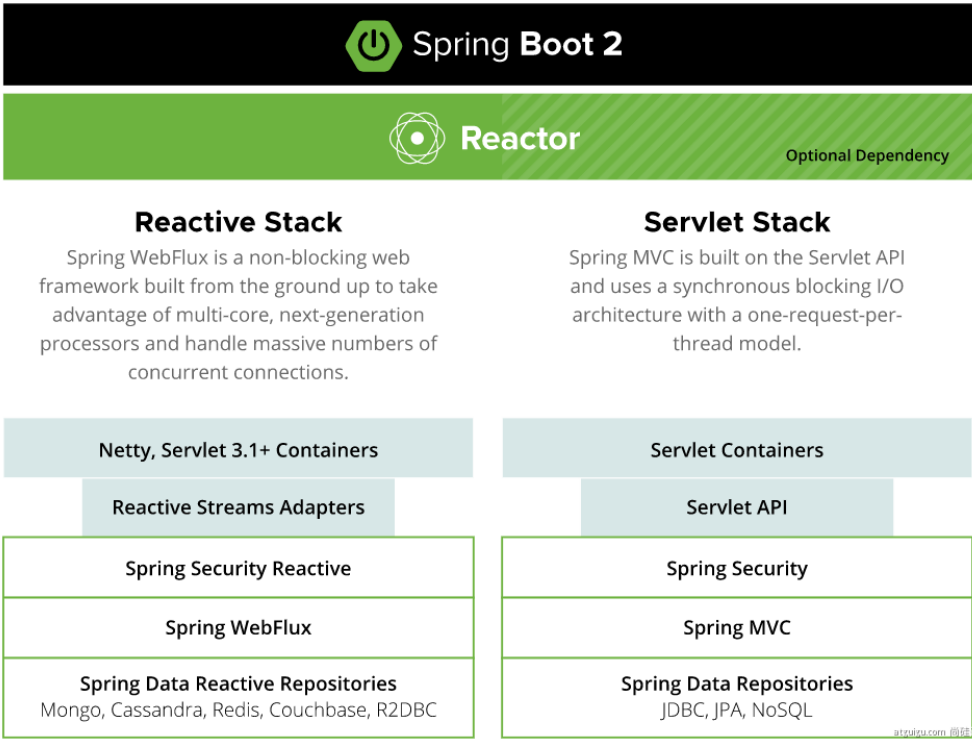 Spring Boot 2
Reactor
Optional Dependency
Reactive Stack
Spring WebFlux is a non-blocking web
framework built from the ground up to take
advantage of multi-core, next-generation
processors and handle massive numbers of
concurrent connections.
Netty, Servlet 3.1+ Containers
Reactive Streams Adapters
Spring Security Reactive
Spring WebFlux
Spring Data Reactive Repositories
Mongo, Cassandra, Redis, Couchbase, R2DBC
Servlet Stack
Spring MVC is built on the Servlet API
and uses a synchronous blocking I/O
architecture with a one-request-per-
thread model.
Servlet Containers
Servlet API
Spring Security
Spring MVC
Spring Data Repositories
JDBC, JPA, NoSQL
atguigu.com 尚硅